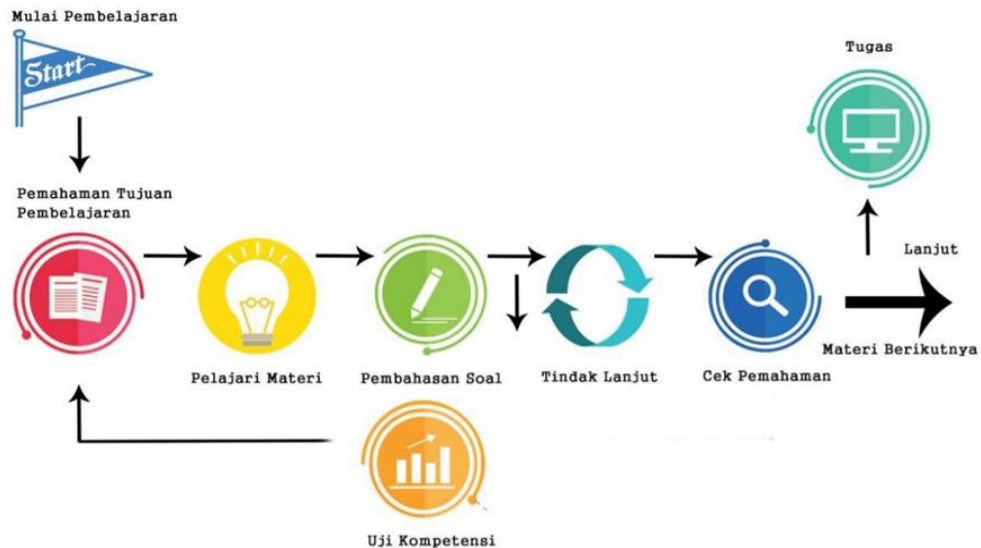 Mulai Pembelajaran
Start
Tugas
Pemahaman Tujuan
Pembelajaran
Lanjut
Materi Berikutnya
Pelajari Materi
Pembahasan Soal
Tindak Lanjut
Cek Pemahaman
Uji Kompetensi